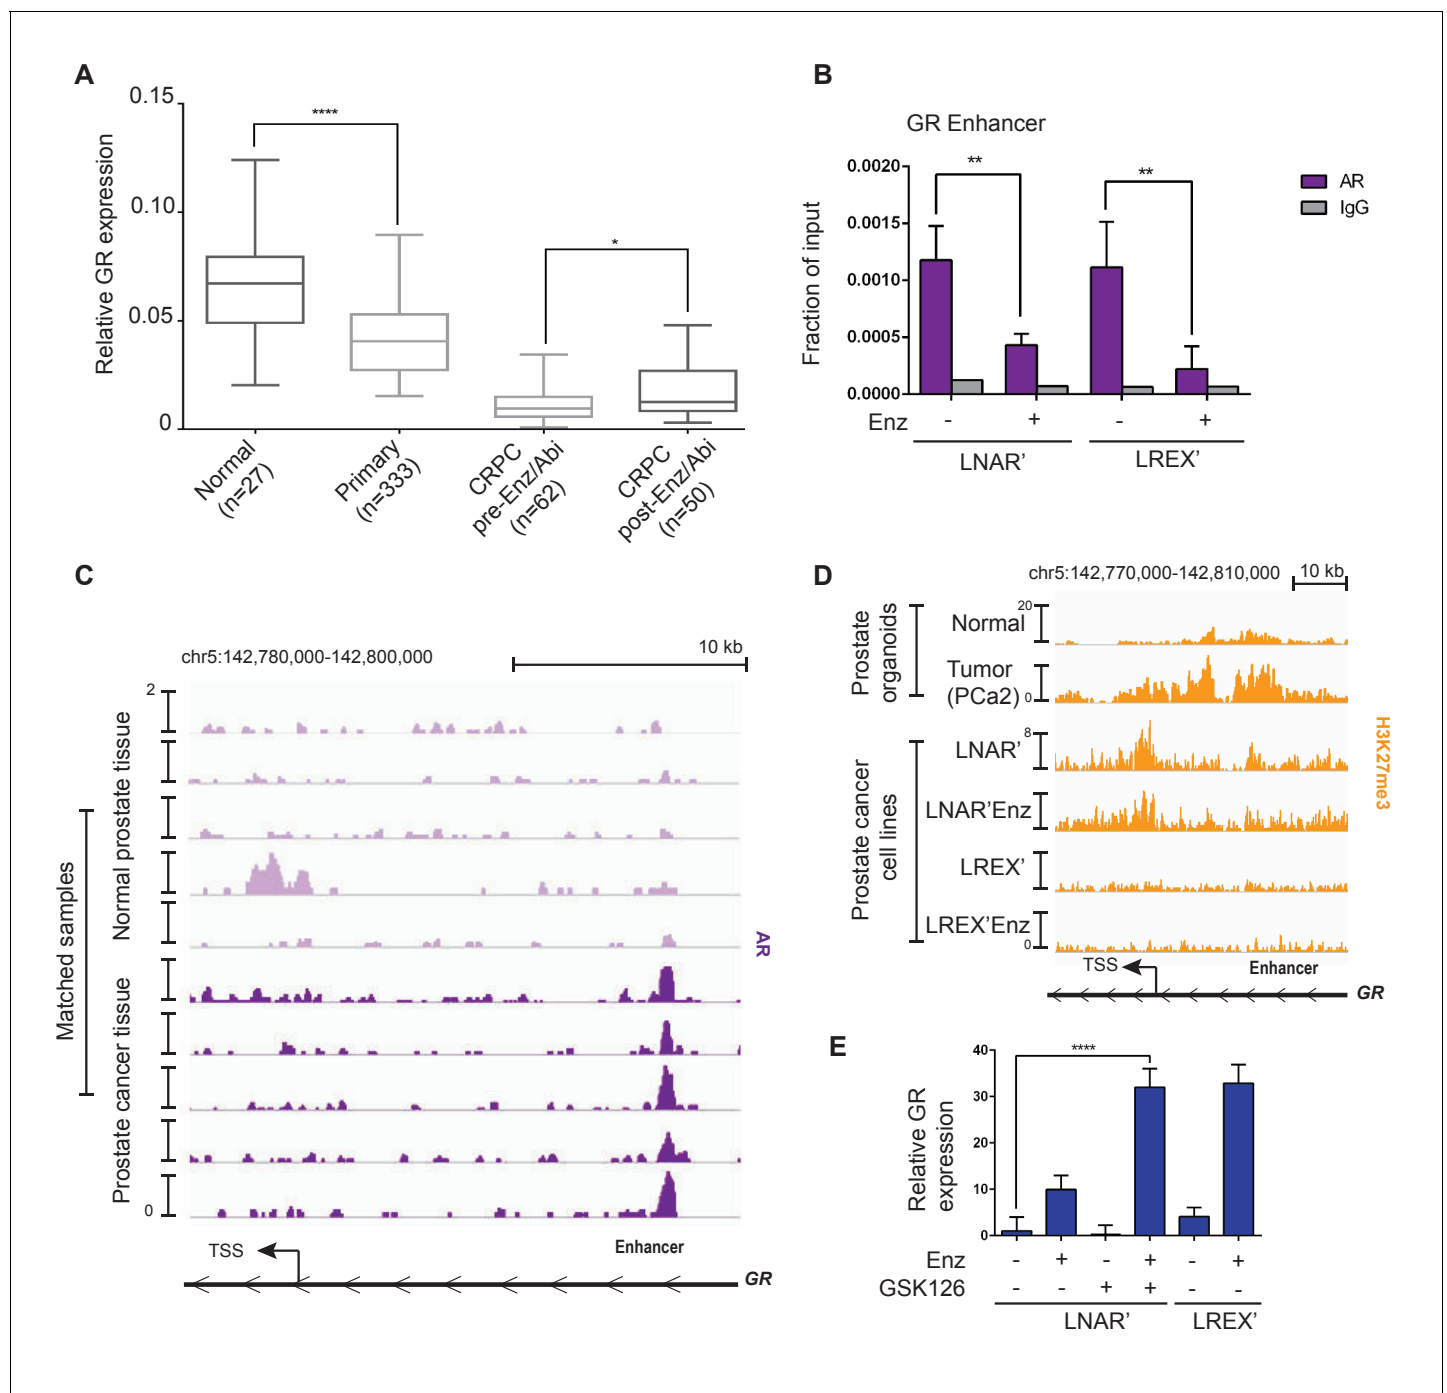 A
0.15
0.10
0.05
0
Relative GR expression
****
*
Normal
(n=27)
Primary
(n=333)
CRPC
pre-Enz/Abi
(n=62)
CRPC
post-Enz/Abi
(n=50)
B
GR Enhancer
0.0020
0.0015
0.0010
0.0005
0.0000
Fraction of input
**
**
AR
IgG
Enz - + - +
LNAR' LREX'
C
chr5:142,780,000-142,800,000
10 kb
2
0
Matched samples
Normal prostate tissue
Prostate cancer tissue
AR
TSS
Enhancer
GR
D
chr5:142,770,000-142,810,000
10 kb
Prostate
organoids
Prostate cancer
cell lines
20
Normal
Tumor
(PCa2)
0
8
LNAR'
LNAR'Enz
LREX'
LREX'Enz
0
H3K27me3
TSS
Enhancer
GR
E
40
30
20
10
0
Relative GR
expression
****
Enz - + - + - +
GSK126 - - + + - -
LNAR' LREX'